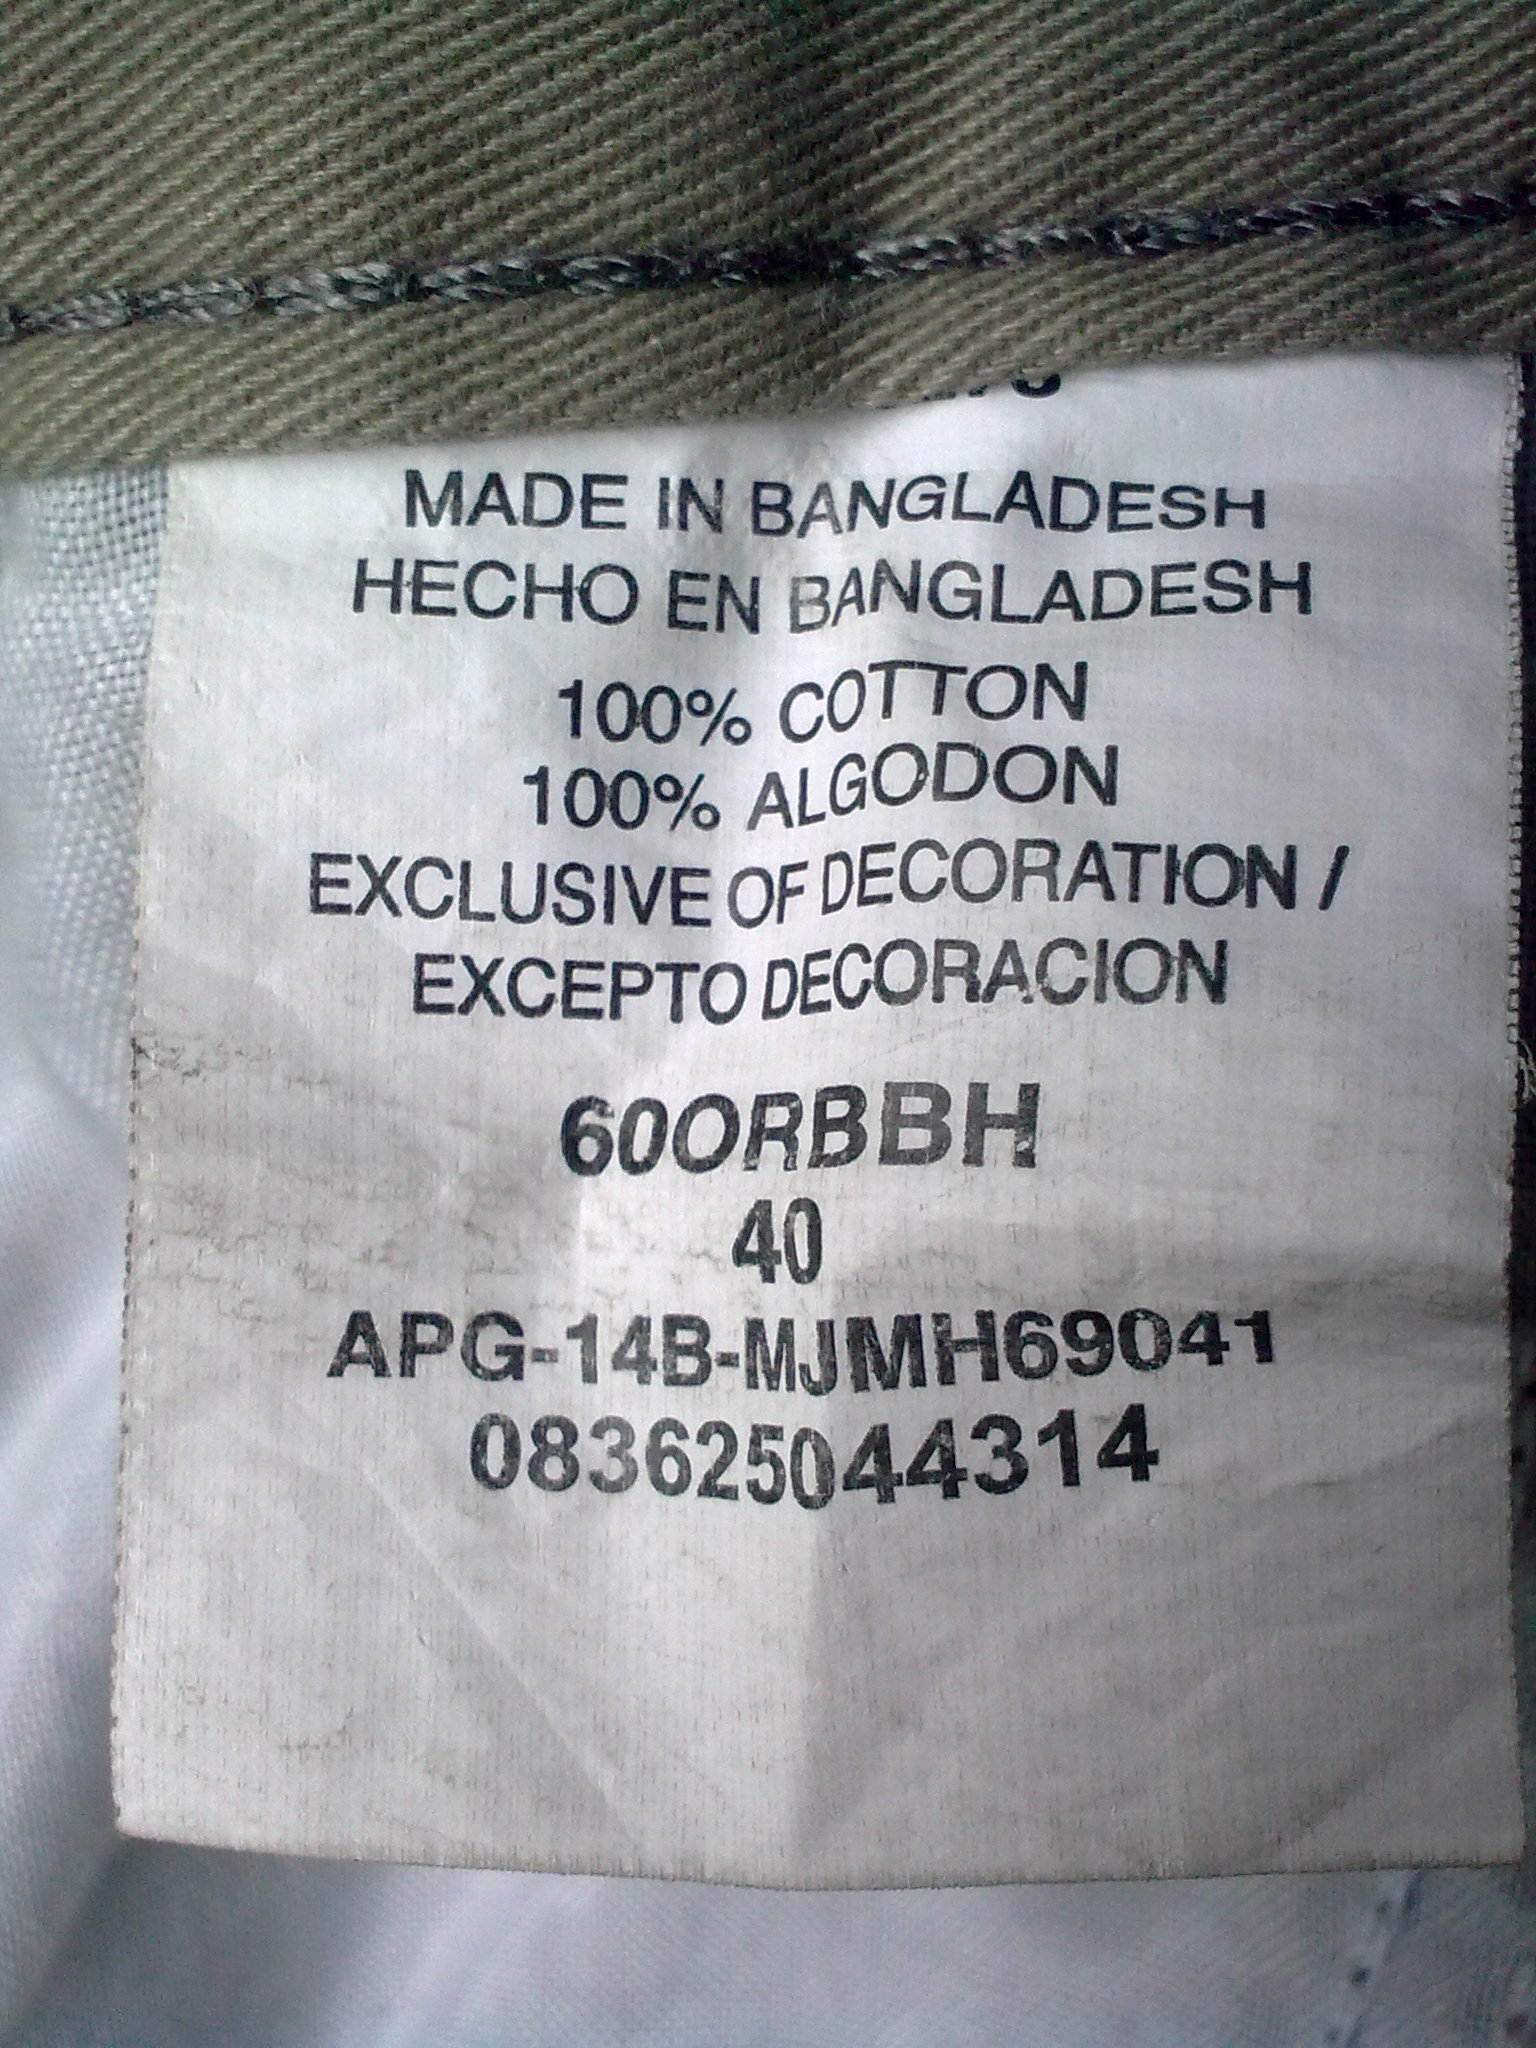 MADE IN BANGLADESH
HECHO EN BANGLADESH
100% COTTON
100% ALGODON
EXCLUSIVE OF DECORATION /
EXCEPTO DECORACION
60ORBBH
40
APG-14B-MJMH69041
083625044314